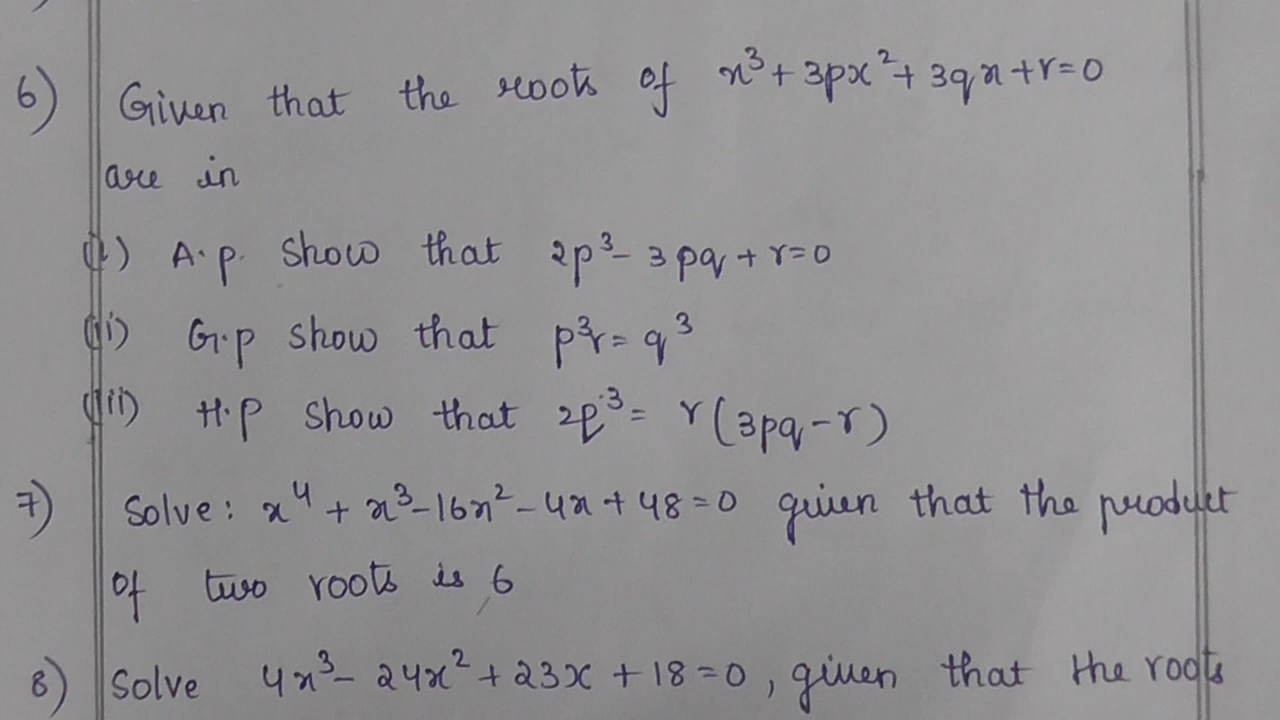 6) Given that the roots of x³ + 3px² + 3qx + r = 0
are in
(i) A.p. show that 2p³ - 3pq + r = 0
(ii) G.p show that p³r = q³
(iii) H.P show that 2q³ = r(3pq - r)
7) Solve: x⁴ + x³ - 16x² - 4x + 48 = 0 given that the product
of two roots is 6
8) Solve 4x³ - 24x² + 23x + 18 = 0, given that the roots